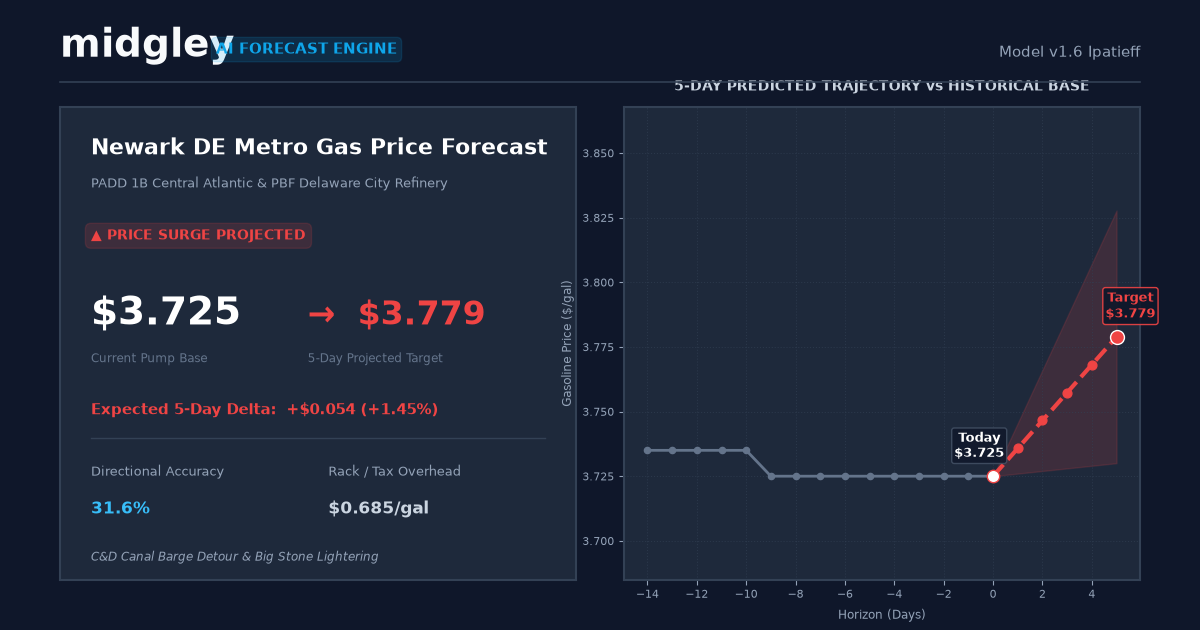 midgley
AI FORECAST ENGINE
Model v1.6 Ipatieff
Newark DE Metro Gas Price Forecast
PADD 1B Central Atlantic & PBF Delaware City Refinery
▲ PRICE SURGE PROJECTED
$3.725
→ $3.779
Current Pump Base
5-Day Projected Target
Expected 5-Day Delta: +$0.054 (+1.45%)
Directional Accuracy
Rack / Tax Overhead
31.6%
$0.685/gal
C&D Canal Barge Detour & Big Stone Lightering
5-DAY PREDICTED TRAJECTORY vs HISTORICAL BASE
Gasoline Price ($/gal)
3.850
3.825
3.800
3.775
3.750
3.725
3.700
Target
$3.779
Today
$3.725
−14 −12 −10 −8 −6 −4 −2 0 2 4
Horizon (Days)